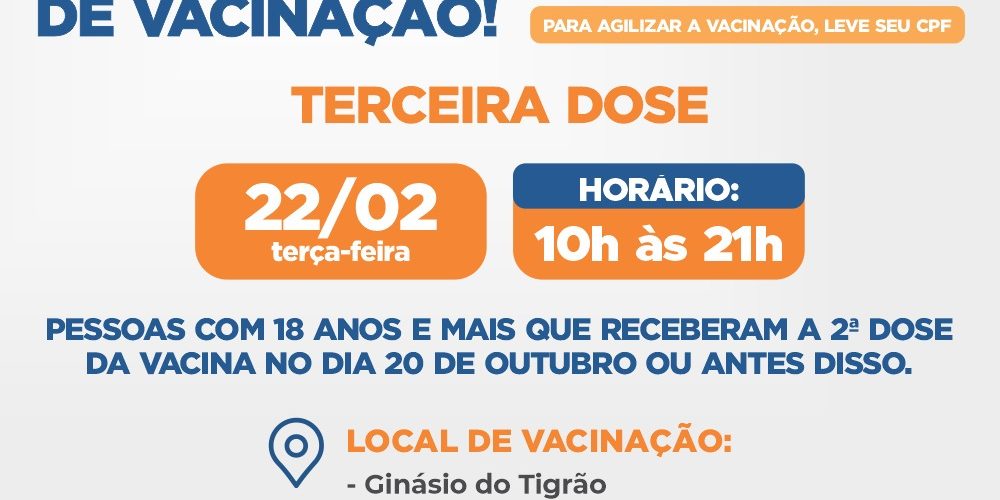 DE VACINAÇÃO!
PARA AGILIZAR A VACINAÇÃO, LEVE SEU CPF
TERCEIRA DOSE
22/02
terça-feira
HORÁRIO:
10h às 21h
PESSOAS COM 18 ANOS E MAIS QUE RECEBERAM A 2ª DOSE
DA VACINA NO DIA 20 DE OUTUBRO OU ANTES DISSO.
LOCAL DE VACINAÇÃO:
- Ginásio do Tigrão